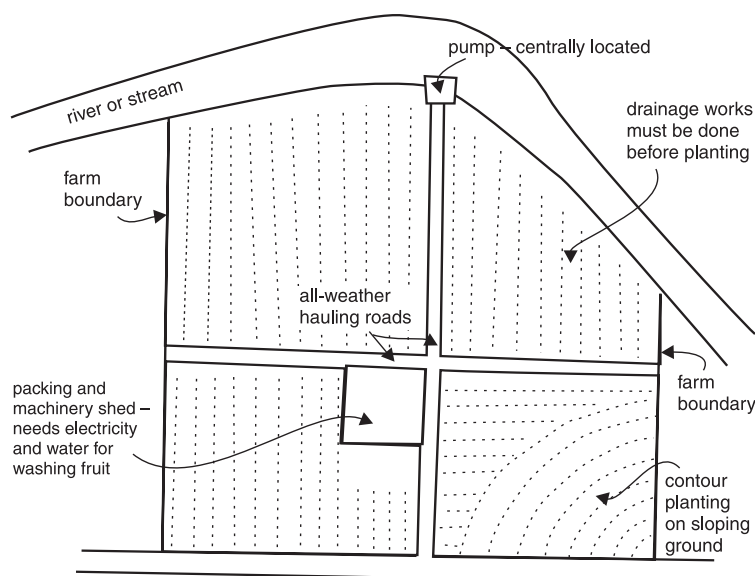 pump – centrally located
river or stream
drainage works
must be done
before planting
farm
boundary
all-weather
hauling roads
packing and
machinery shed –
needs electricity
and water for
washing fruit
farm
boundary
contour
planting
on sloping
ground